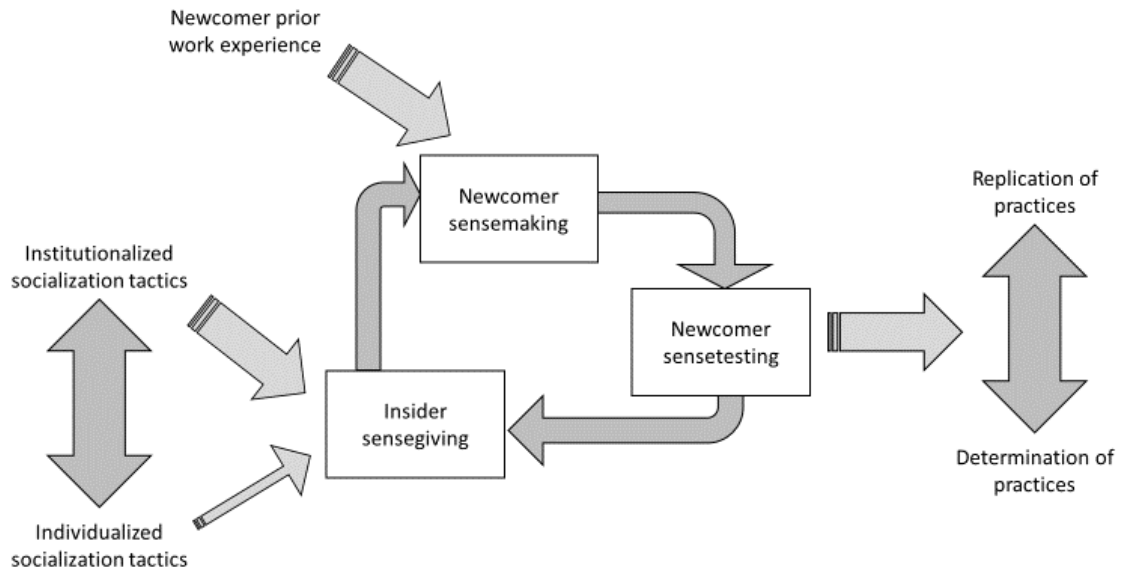 Newcomer prior
work experience
Newcomer
sensemaking
Replication of
practices
Institutionalized
socialization tactics
Newcomer
sensetesting
Insider
sensegiving
Determination of
practices
Individualized
socialization tactics